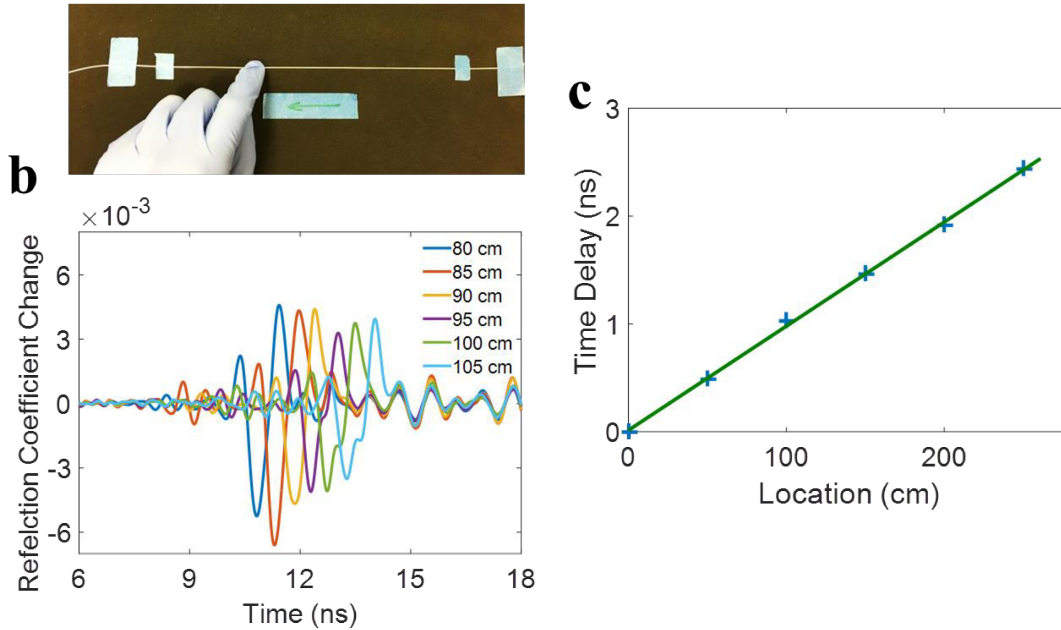 b
×10⁻³
Refelction Coefficient Change
6
3
0
-3
-6
80 cm
85 cm
90 cm
95 cm
100 cm
105 cm
6
9
12
15
18
Time (ns)
c
Time Delay (ns)
3
2
1
0
0
100
200
Location (cm)